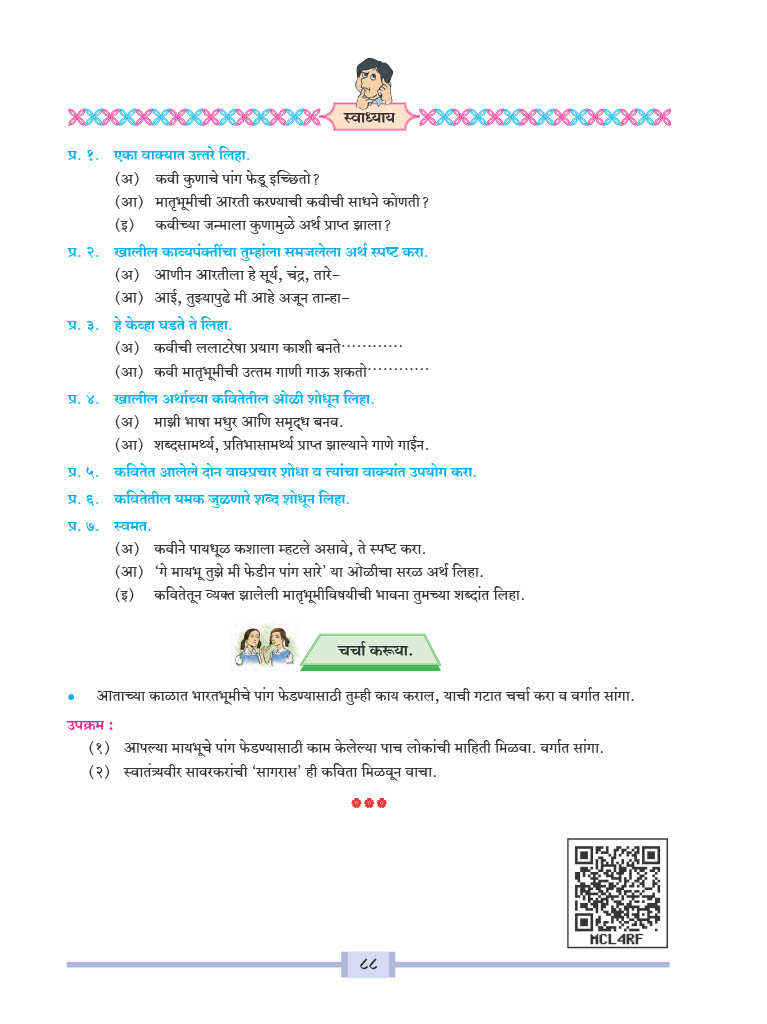 स्वाध्याय
प्र. १. एका वाक्यात उत्तरे लिहा.
(अ) कवी कुणाचे पांग फेडू इच्छितो?
(आ) मातृभूमीची आरती करण्याची कवीची साधने कोणती?
(इ) कवीच्या जन्माला कुणामुळे अर्थ प्राप्त झाला?
प्र. २. खालील काव्यपंक्तींचा तुम्हांला समजलेला अर्थ स्पष्ट करा.
(अ) आणीन आरतीला हे सूर्य, चंद्र, तारे–
(आ) आई, तुझ्यापुढे मी आहे अजून तान्हा–
प्र. ३. हे केव्हा घडते ते लिहा.
(अ) कवीची ललाटरेषा प्रयाग काशी बनते············
(आ) कवी मातृभूमीची उत्तम गाणी गाऊ शकतो············
प्र. ४. खालील अर्थाच्या कवितेतील ओळी शोधून लिहा.
(अ) माझी भाषा मधुर आणि समृद्ध बनव.
(आ) शब्दसामर्थ्य, प्रतिभासामर्थ्य प्राप्त झाल्याने गाणे गाईन.
प्र. ५. कवितेत आलेले दोन वाक्प्रचार शोधा व त्यांचा वाक्यांत उपयोग करा.
प्र. ६. कवितेतील यमक जुळणारे शब्द शोधून लिहा.
प्र. ७. स्वमत.
(अ) कवीने पायधूळ कशाला म्हटले असावे, ते स्पष्ट करा.
(आ) ‘गे मायभू तुझे मी फेडीन पांग सारे’ या ओळीचा सरळ अर्थ लिहा.
(इ) कवितेतून व्यक्त झालेली मातृभूमीविषयीची भावना तुमच्या शब्दांत लिहा.
चर्चा करूया.
• आताच्या काळात भारतभूमीचे पांग फेडण्यासाठी तुम्ही काय कराल, याची गटात चर्चा करा व वर्गात सांगा.
उपक्रम :
(१) आपल्या मायभूचे पांग फेडण्यासाठी काम केलेल्या पाच लोकांची माहिती मिळवा. वर्गात सांगा.
(२) स्वातंत्र्यवीर सावरकरांची ‘सागरास’ ही कविता मिळवून वाचा.
MCL4RF
८८